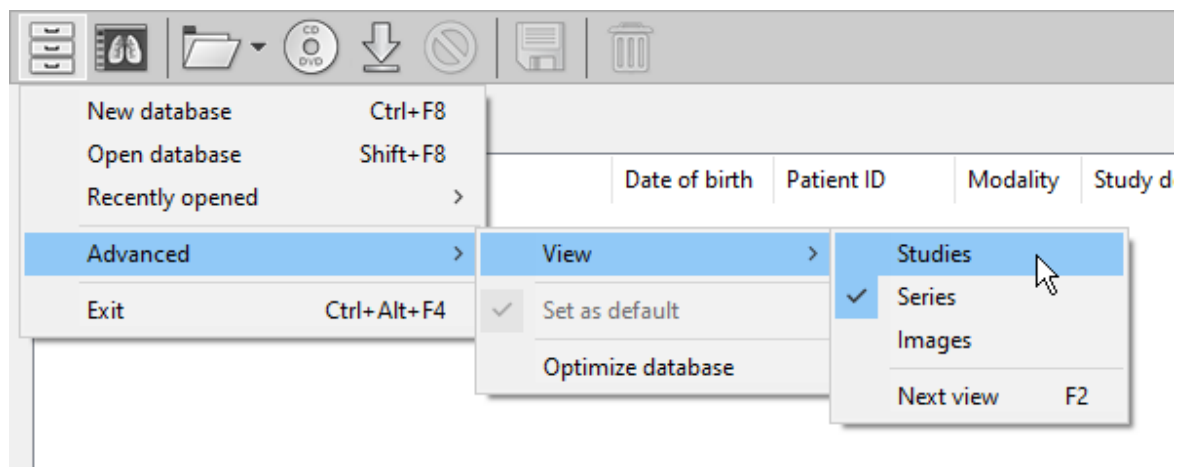 CD
DVD
New database Ctrl+F8
Open database Shift+F8
Recently opened
Date of birth Patient ID Modality Study d
Advanced
View
Studies
Exit Ctrl+Alt+F4
Set as default
Series
Images
Optimize database
Next view F2